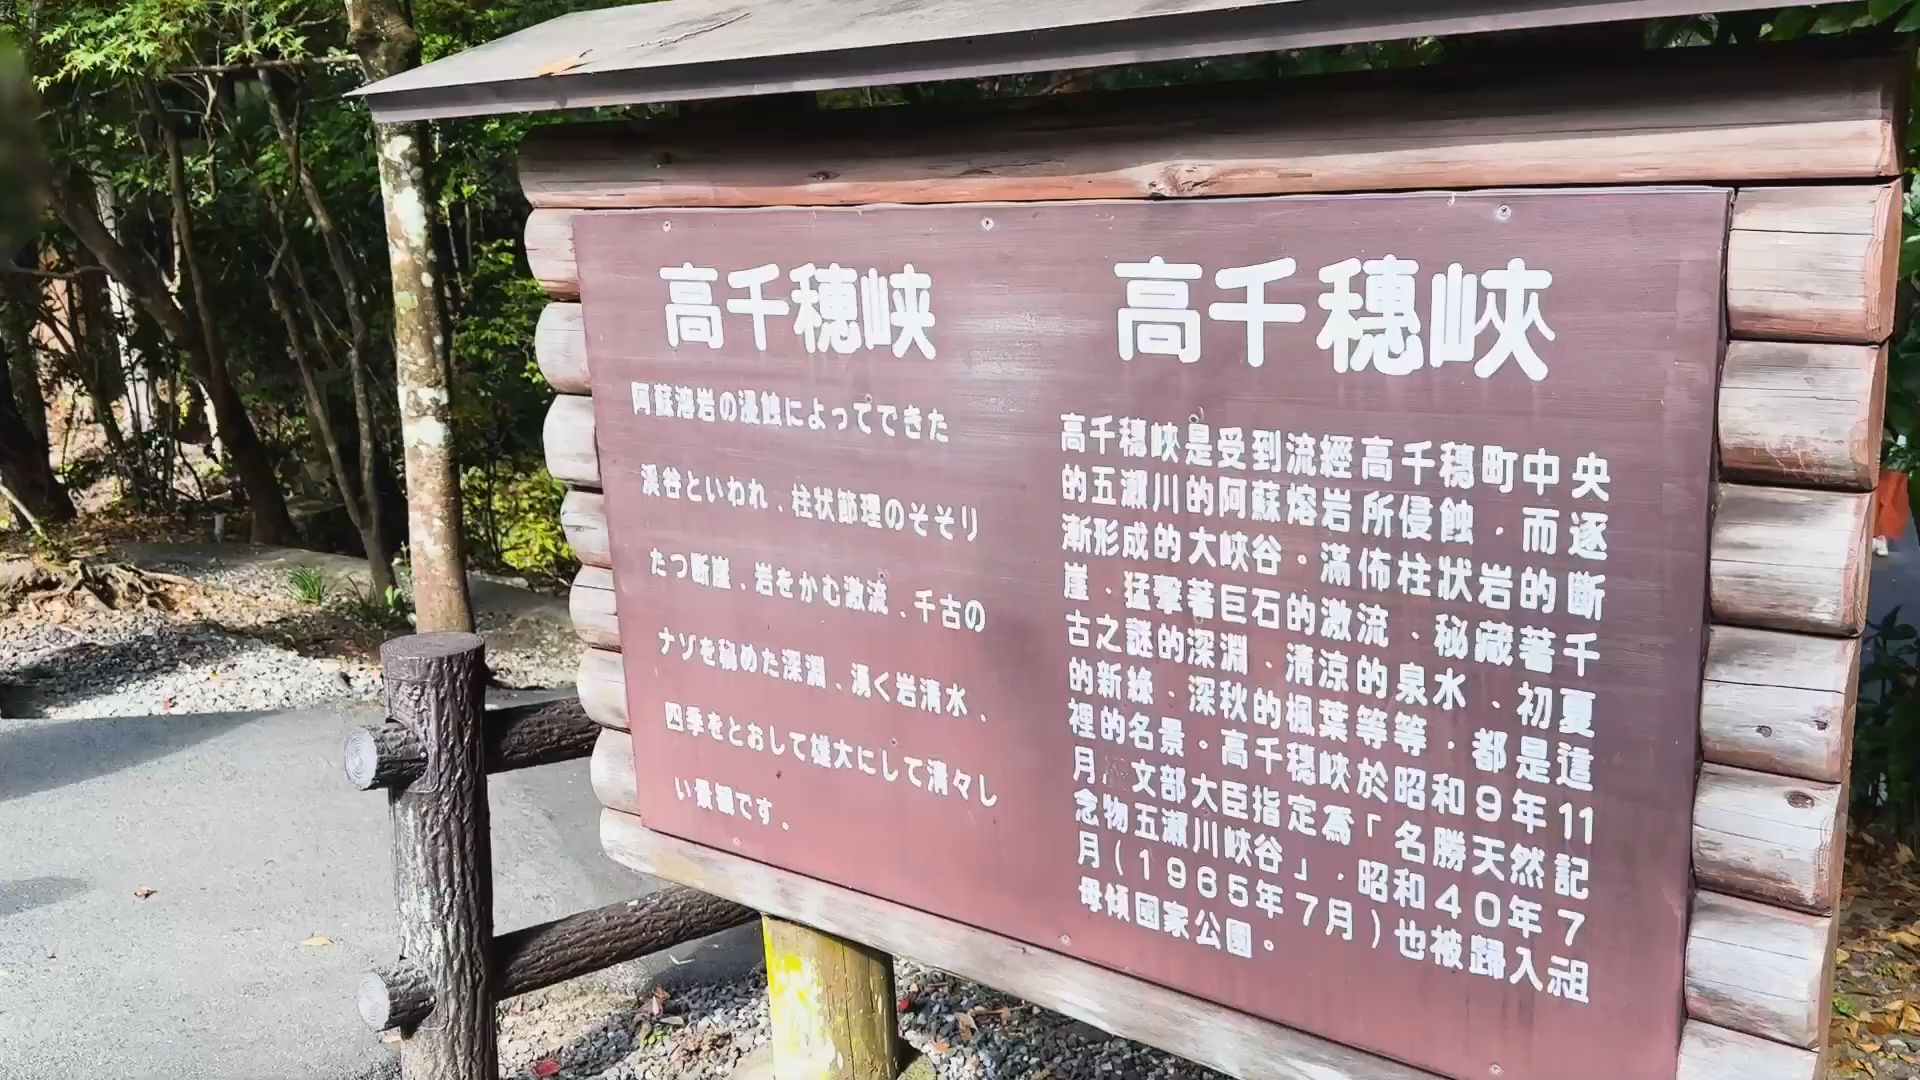 高千穂峡
阿蘇溶岩の浸蝕によってできた
渓谷といわれ、柱状節理のそそり
たつ断崖、岩をかむ激流、千古の
ナゾを秘めた深淵、湧く岩清水、
四季をとおして雄大にして清々し
い景観です。
高千穗峽
高千穗峽是受到流經高千穗町中央
的五瀨川的阿蘇熔岩所侵蝕，而逐
漸形成的大峽谷。滿佈柱狀岩的斷
崖、猛擊著巨石的激流、秘藏著千
古之謎的深淵、清涼的泉水、初夏
的新綠、深秋的楓葉等等，都是這
裡的名景。高千穗峽於昭和9年11
月，文部大臣指定為「名勝天然記
念物五瀨川峽谷」，昭和40年7
月(1965年7月)也被歸入祖
母傾國家公園。